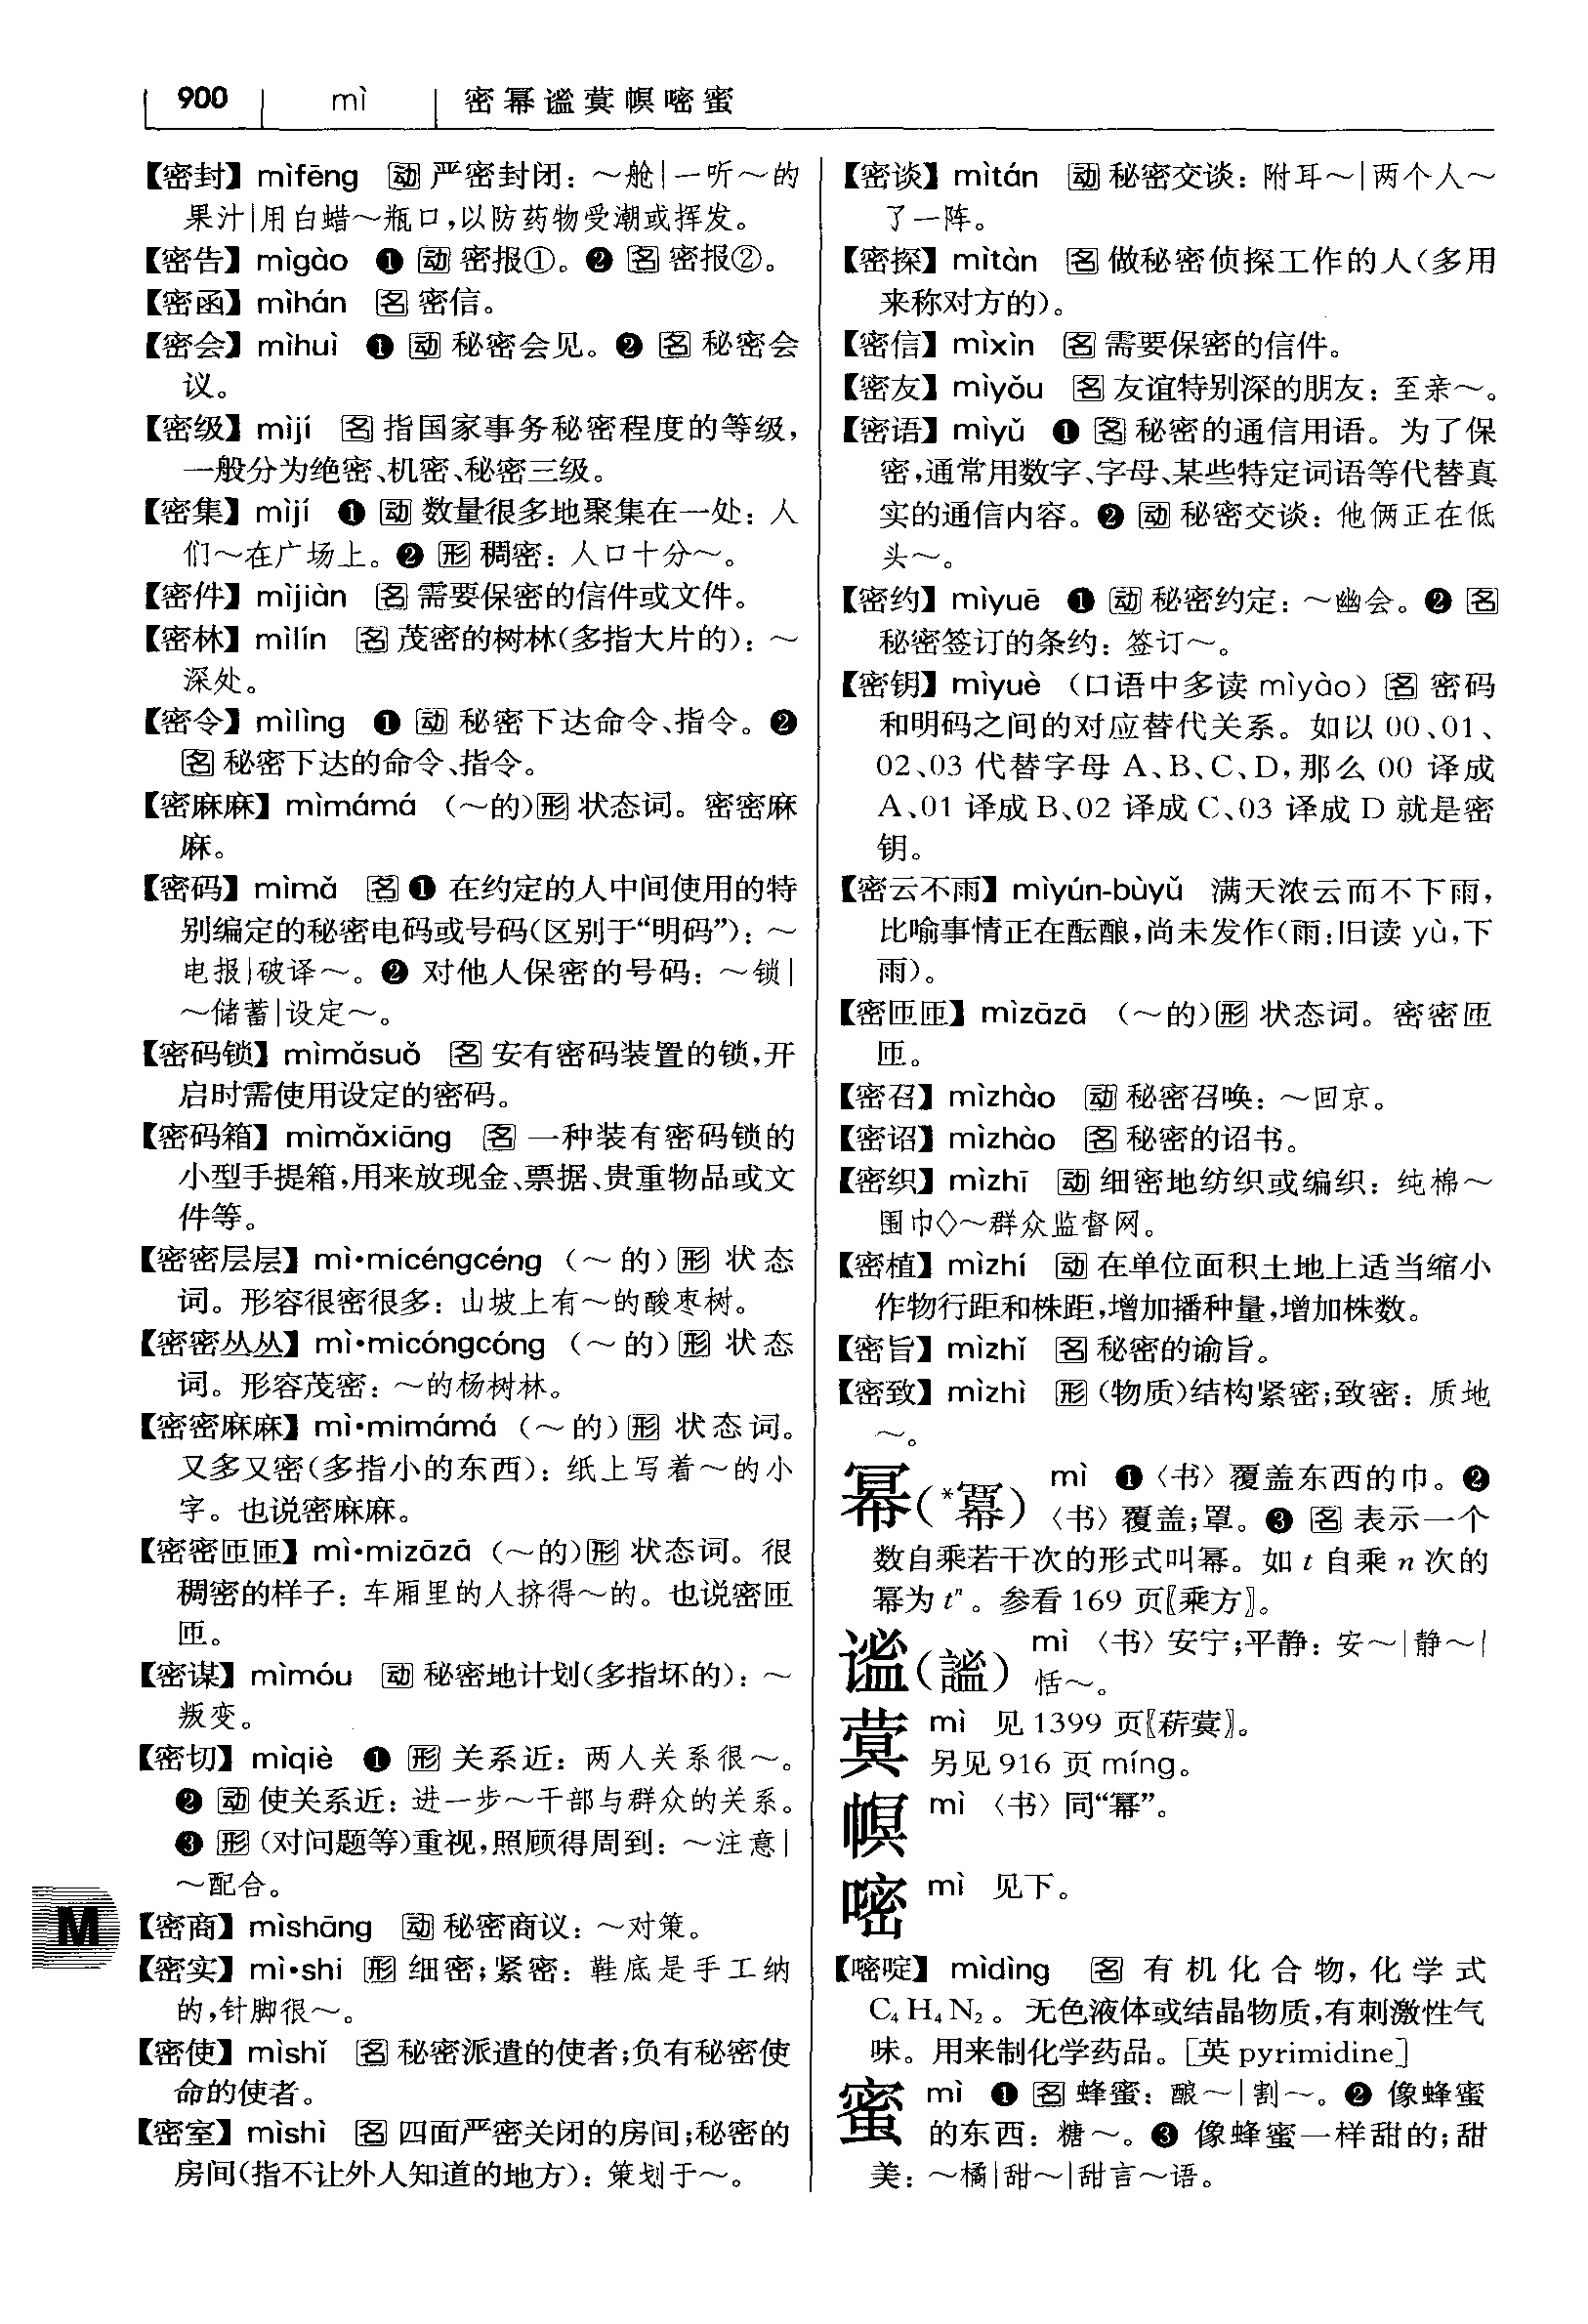 900 mì 密幂谧蓂幎嘧蜜
【密封】mìfēng 动 严密封闭：～舱|一听～的
果汁|用白蜡～瓶口，以防药物受潮或挥发。
【密告】mìgào ❶ 动 密报①。❷ 名 密报②。
【密函】mìhán 名 密信。
【密会】mìhuì ❶ 动 秘密会见。❷ 名 秘密会
议。
【密级】mìjí 名 指国家事务秘密程度的等级，
一般分为绝密、机密、秘密三级。
【密集】mìjí ❶ 动 数量很多地聚集在一处：人
们～在广场上。❷ 形 稠密：人口十分～。
【密件】mìjiàn 名 需要保密的信件或文件。
【密林】mìlín 名 茂密的树林（多指大片的）：～
深处。
【密令】mìlìng ❶ 动 秘密下达命令、指令。❷
名 秘密下达的命令、指令。
【密麻麻】mìmámá （～的）形 状态词。密密麻
麻。
【密码】mìmǎ 名 ❶ 在约定的人中间使用的特
别编定的秘密电码或号码（区别于“明码”）：～
电报|破译～。❷ 对他人保密的号码：～锁|
～储蓄|设定～。
【密码锁】mìmǎsuǒ 名 安有密码装置的锁，开
启时需使用设定的密码。
【密码箱】mìmǎxiāng 名 一种装有密码锁的
小型手提箱，用来放现金、票据、贵重物品或文
件等。
【密密层层】mì·micéngcéng （～的）形 状态
词。形容很密很多：山坡上有～的酸枣树。
【密密丛丛】mì·micóngcóng （～的）形 状态
词。形容茂密：～的杨树林。
【密密麻麻】mì·mimámá （～的）形 状态词。
又多又密（多指小的东西）：纸上写着～的小
字。也说密麻麻。
【密密匝匝】mì·mizāzā （～的）形 状态词。很
稠密的样子：车厢里的人挤得～的。也说密匝
匝。
【密谋】mìmóu 动 秘密地计划（多指坏的）：～
叛变。
【密切】mìqiè ❶ 形 关系近：两人关系很～。
❷ 动 使关系近：进一步～干部与群众的关系。
❸ 形（对问题等）重视，照顾得周到：～注意|
～配合。
【密商】mìshāng 动 秘密商议：～对策。
【密实】mì·shi 形 细密；紧密：鞋底是手工纳
的，针脚很～。
【密使】mìshǐ 名 秘密派遣的使者；负有秘密使
命的使者。
【密室】mìshì 名 四面严密关闭的房间；秘密的
房间（指不让外人知道的地方）：策划于～。
M
【密谈】mìtán 动 秘密交谈：附耳～|两个人～
了一阵。
【密探】mìtàn 名 做秘密侦探工作的人（多用
来称对方的）。
【密信】mìxìn 名 需要保密的信件。
【密友】mìyǒu 名 友谊特别深的朋友：至亲～。
【密语】mìyǔ ❶ 名 秘密的通信用语。为了保
密，通常用数字、字母、某些特定词语等代替真
实的通信内容。❷ 动 秘密交谈：他俩正在低
头～。
【密约】mìyuē ❶ 动 秘密约定：～幽会。❷ 名
秘密签订的条约：签订～。
【密钥】mìyuè （口语中多读 mìyào）名 密码
和明码之间的对应替代关系。如以 00、01、
02、03 代替字母 A、B、C、D，那么 00 译成
A、01 译成 B、02 译成 C、03 译成 D 就是密
钥。
【密云不雨】mìyún-bùyǔ 满天浓云而不下雨，
比喻事情正在酝酿，尚未发作（雨：旧读 yù，下
雨）。
【密匝匝】mìzāzā （～的）形 状态词。密密匝
匝。
【密召】mìzhào 动 秘密召唤：～回京。
【密诏】mìzhào 名 秘密的诏书。
【密织】mìzhī 动 细密地纺织或编织：纯棉～
围巾◇～群众监督网。
【密植】mìzhí 动 在单位面积土地上适当缩小
作物行距和株距，增加播种量，增加株数。
【密旨】mìzhǐ 名 秘密的谕旨。
【密致】mìzhì 形（物质）结构紧密；致密：质地
～。
幂（*冪） mì ❶〈书〉覆盖东西的巾。❷
〈书〉覆盖；罩。❸ 名 表示一个
数自乘若干次的形式叫幂。如 t 自乘 n 次的
幂为 tⁿ。参看 169 页〖乘方〗。
谧（謐） mì 〈书〉安宁；平静：安～|静～|
恬～。
蓂 mì 见 1399 页〖菥蓂〗。
另见 916 页 míng。
幎 mì 〈书〉同“幂”。
嘧 mì 见下。
【嘧啶】mìdìng 名 有机化合物，化学式
C₄H₄N₂。无色液体或结晶物质，有刺激性气
味。用来制化学药品。［英 pyrimidine］
蜜 mì ❶ 名 蜂蜜：酿～|割～。❷ 像蜂蜜
的东西：糖～。❸ 像蜂蜜一样甜的；甜
美：～橘|甜～|甜言～语。